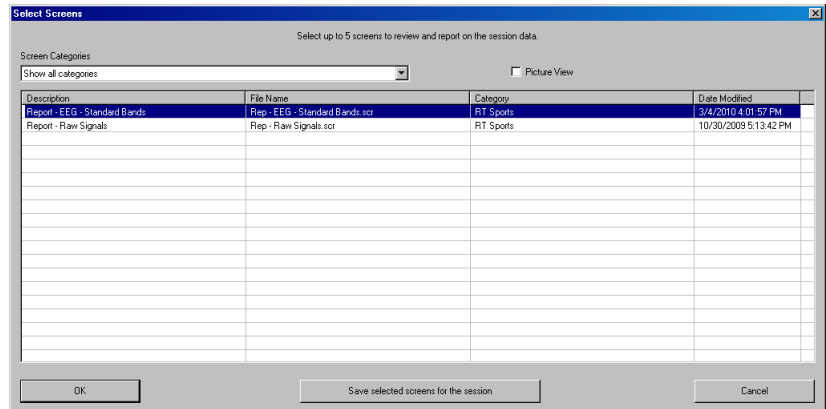 Select Screens
Select up to 5 screens to review and report on the session data.
Screen Categories
Show all categories
Picture View
Description File Name Category Date Modified
Report - EEG - Standard Bands Rep - EEG - Standard Bands.scr RT Sports 3/4/2010 4:01:57 PM
Report - Raw Signals Rep - Raw Signals.scr RT Sports 10/30/2009 5:13:42 PM
OK Save selected screens for the session Cancel